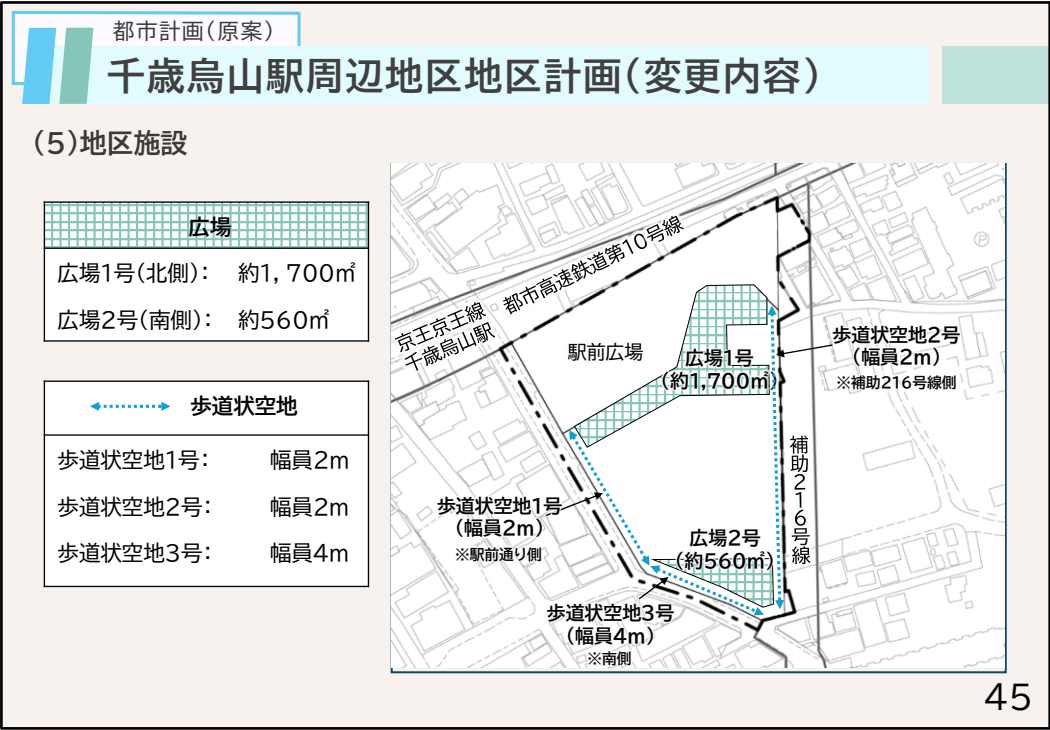 都市計画(原案)
千歳烏山駅周辺地区地区計画(変更内容)
(5)地区施設
広場
広場1号(北側): 約1,700㎡
広場2号(南側): 約560㎡
歩道状空地
歩道状空地1号: 幅員2m
歩道状空地2号: 幅員2m
歩道状空地3号: 幅員4m
都市高速鉄道第10号線
京王京王線
千歳烏山駅
駅前広場
広場1号
(約1,700㎡)
歩道状空地2号
(幅員2m)
※補助216号線側
補助216号線
歩道状空地1号
(幅員2m)
※駅前通り側
広場2号
(約560㎡)
歩道状空地3号
(幅員4m)
※南側
P
45